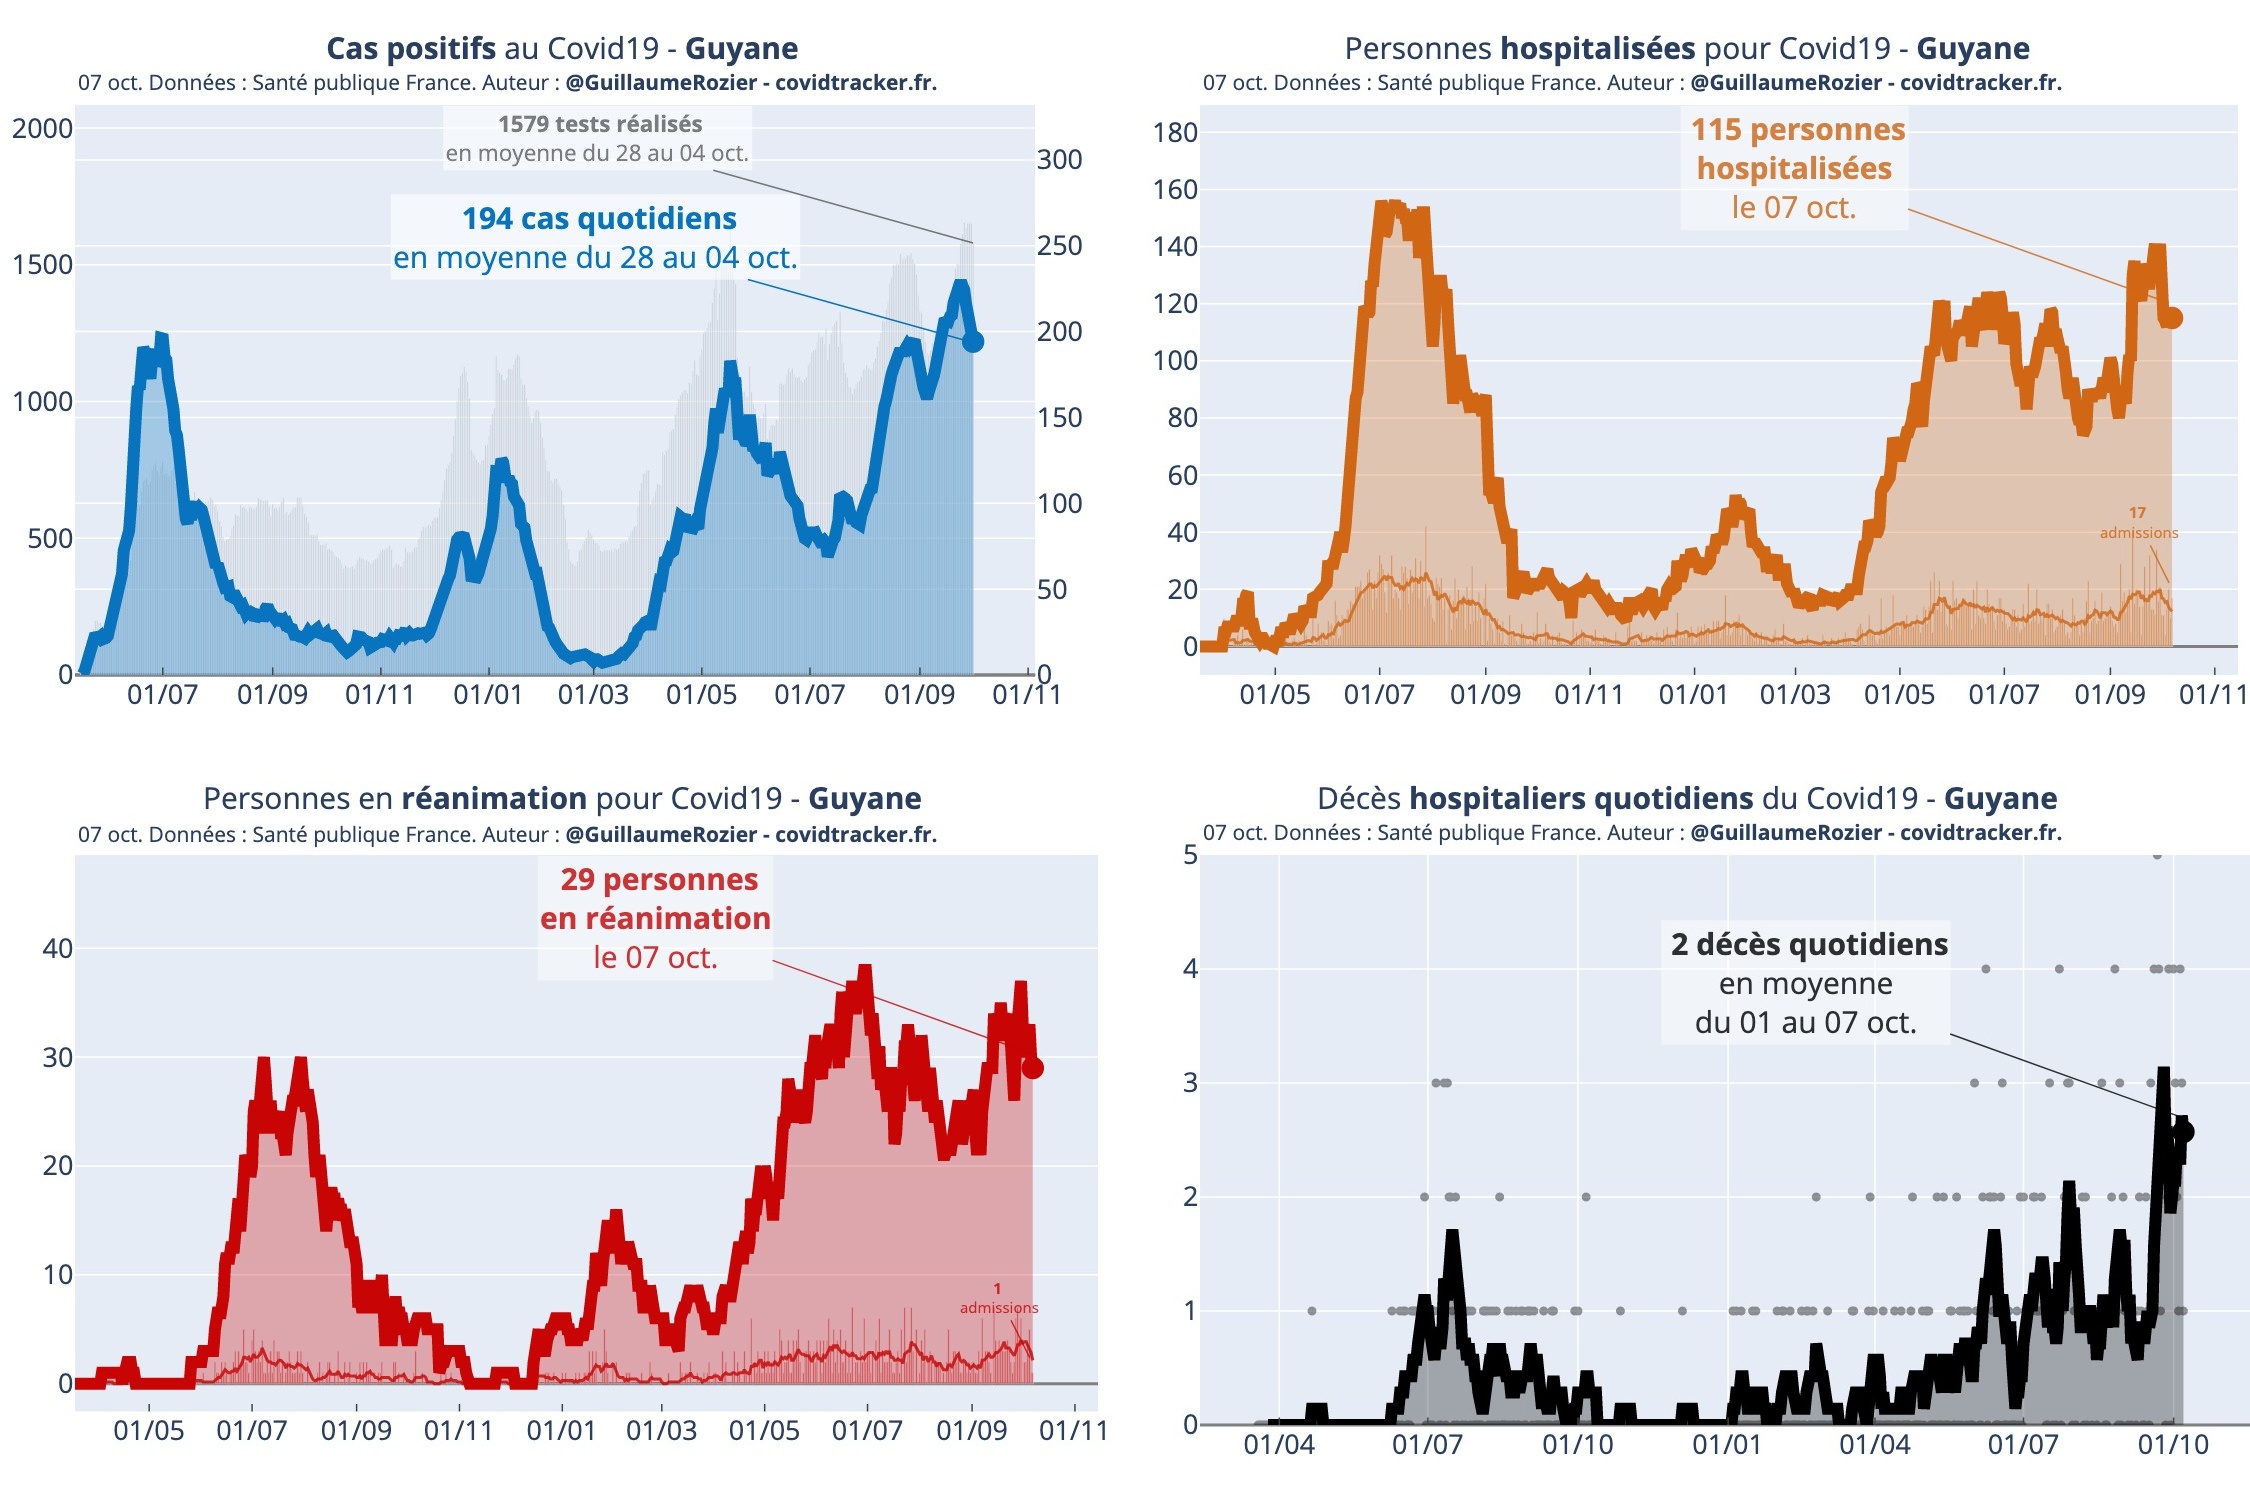 Cas positifs au Covid19 - Guyane
07 oct. Données : Santé publique France. Auteur : @GuillaumeRozier - covidtracker.fr.
1579 tests réalisés
en moyenne du 28 au 04 oct.
194 cas quotidiens
en moyenne du 28 au 04 oct.
2000
1500
1000
500
0
300
250
200
150
100
50
0
01/07 01/09 01/11 01/01 01/03 01/05 01/07 01/09 01/11
Personnes hospitalisées pour Covid19 - Guyane
07 oct. Données : Santé publique France. Auteur : @GuillaumeRozier - covidtracker.fr.
115 personnes
hospitalisées
le 07 oct.
180
160
140
120
100
80
60
40
20
0
17
admissions
01/05 01/07 01/09 01/11 01/01 01/03 01/05 01/07 01/09 01/11
Personnes en réanimation pour Covid19 - Guyane
07 oct. Données : Santé publique France. Auteur : @GuillaumeRozier - covidtracker.fr.
29 personnes
en réanimation
le 07 oct.
40
30
20
10
0
1
admissions
01/05 01/07 01/09 01/11 01/01 01/03 01/05 01/07 01/09 01/11
Décès hospitaliers quotidiens du Covid19 - Guyane
07 oct. Données : Santé publique France. Auteur : @GuillaumeRozier - covidtracker.fr.
5
4
3
2
1
0
2 décès quotidiens
en moyenne
du 01 au 07 oct.
01/04 01/07 01/10 01/01 01/04 01/07 01/10